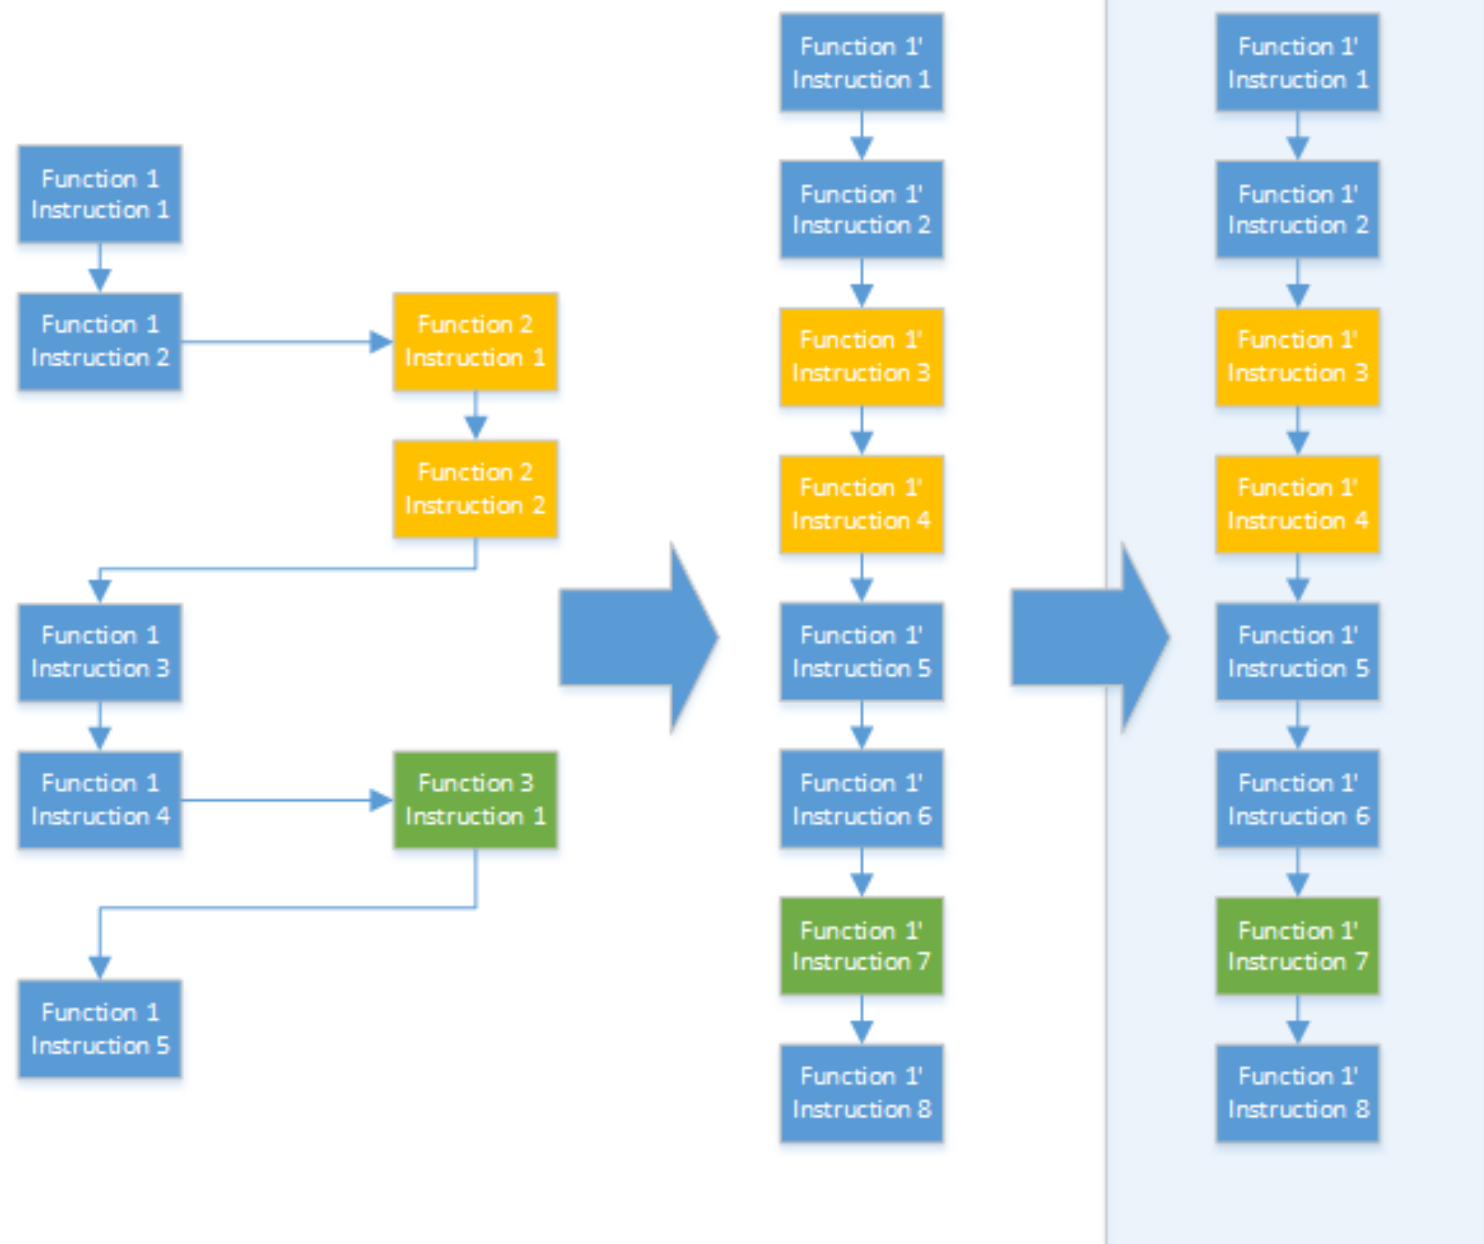 Function 1
Instruction 1
Function 1
Instruction 2
Function 2
Instruction 1
Function 2
Instruction 2
Function 1
Instruction 3
Function 1
Instruction 4
Function 3
Instruction 1
Function 1
Instruction 5
Function 1'
Instruction 1
Function 1'
Instruction 2
Function 1'
Instruction 3
Function 1'
Instruction 4
Function 1'
Instruction 5
Function 1'
Instruction 6
Function 1'
Instruction 7
Function 1'
Instruction 8
Function 1'
Instruction 1
Function 1'
Instruction 2
Function 1'
Instruction 3
Function 1'
Instruction 4
Function 1'
Instruction 5
Function 1'
Instruction 6
Function 1'
Instruction 7
Function 1'
Instruction 8